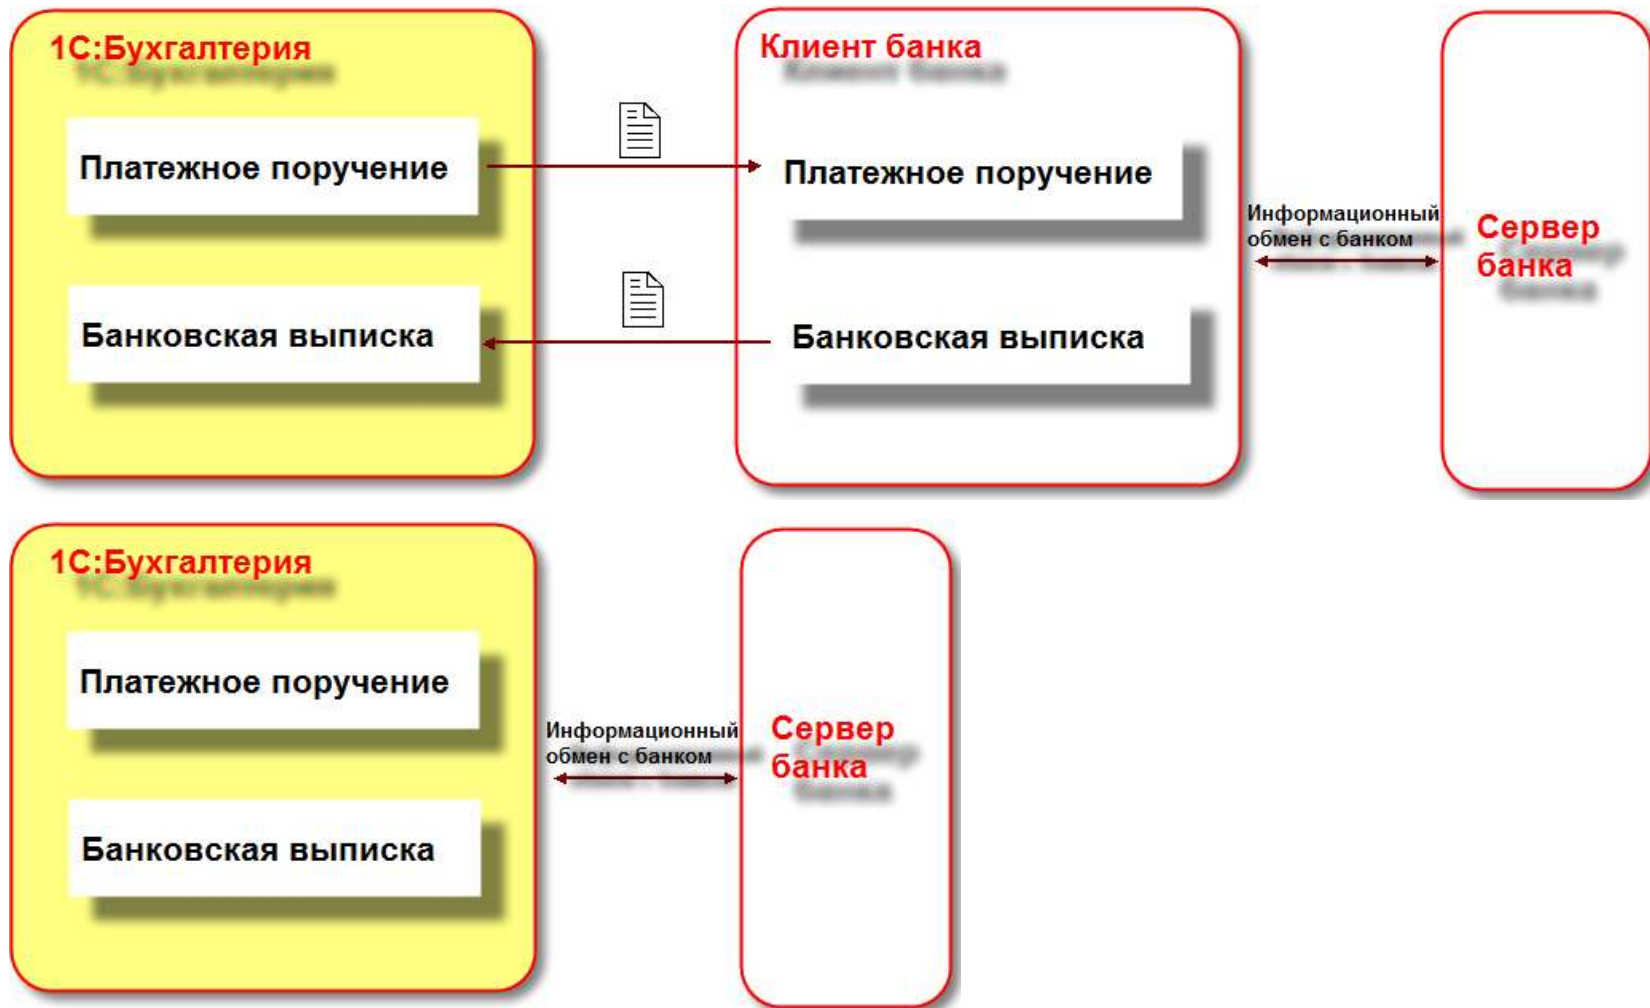 1С:Бухгалтерия
Платежное поручение
Банковская выписка
Клиент банка
Платежное поручение
Банковская выписка
Информационный
обмен с банком
Сервер
банка
1С:Бухгалтерия
Платежное поручение
Банковская выписка
Информационный
обмен с банком
Сервер
банка